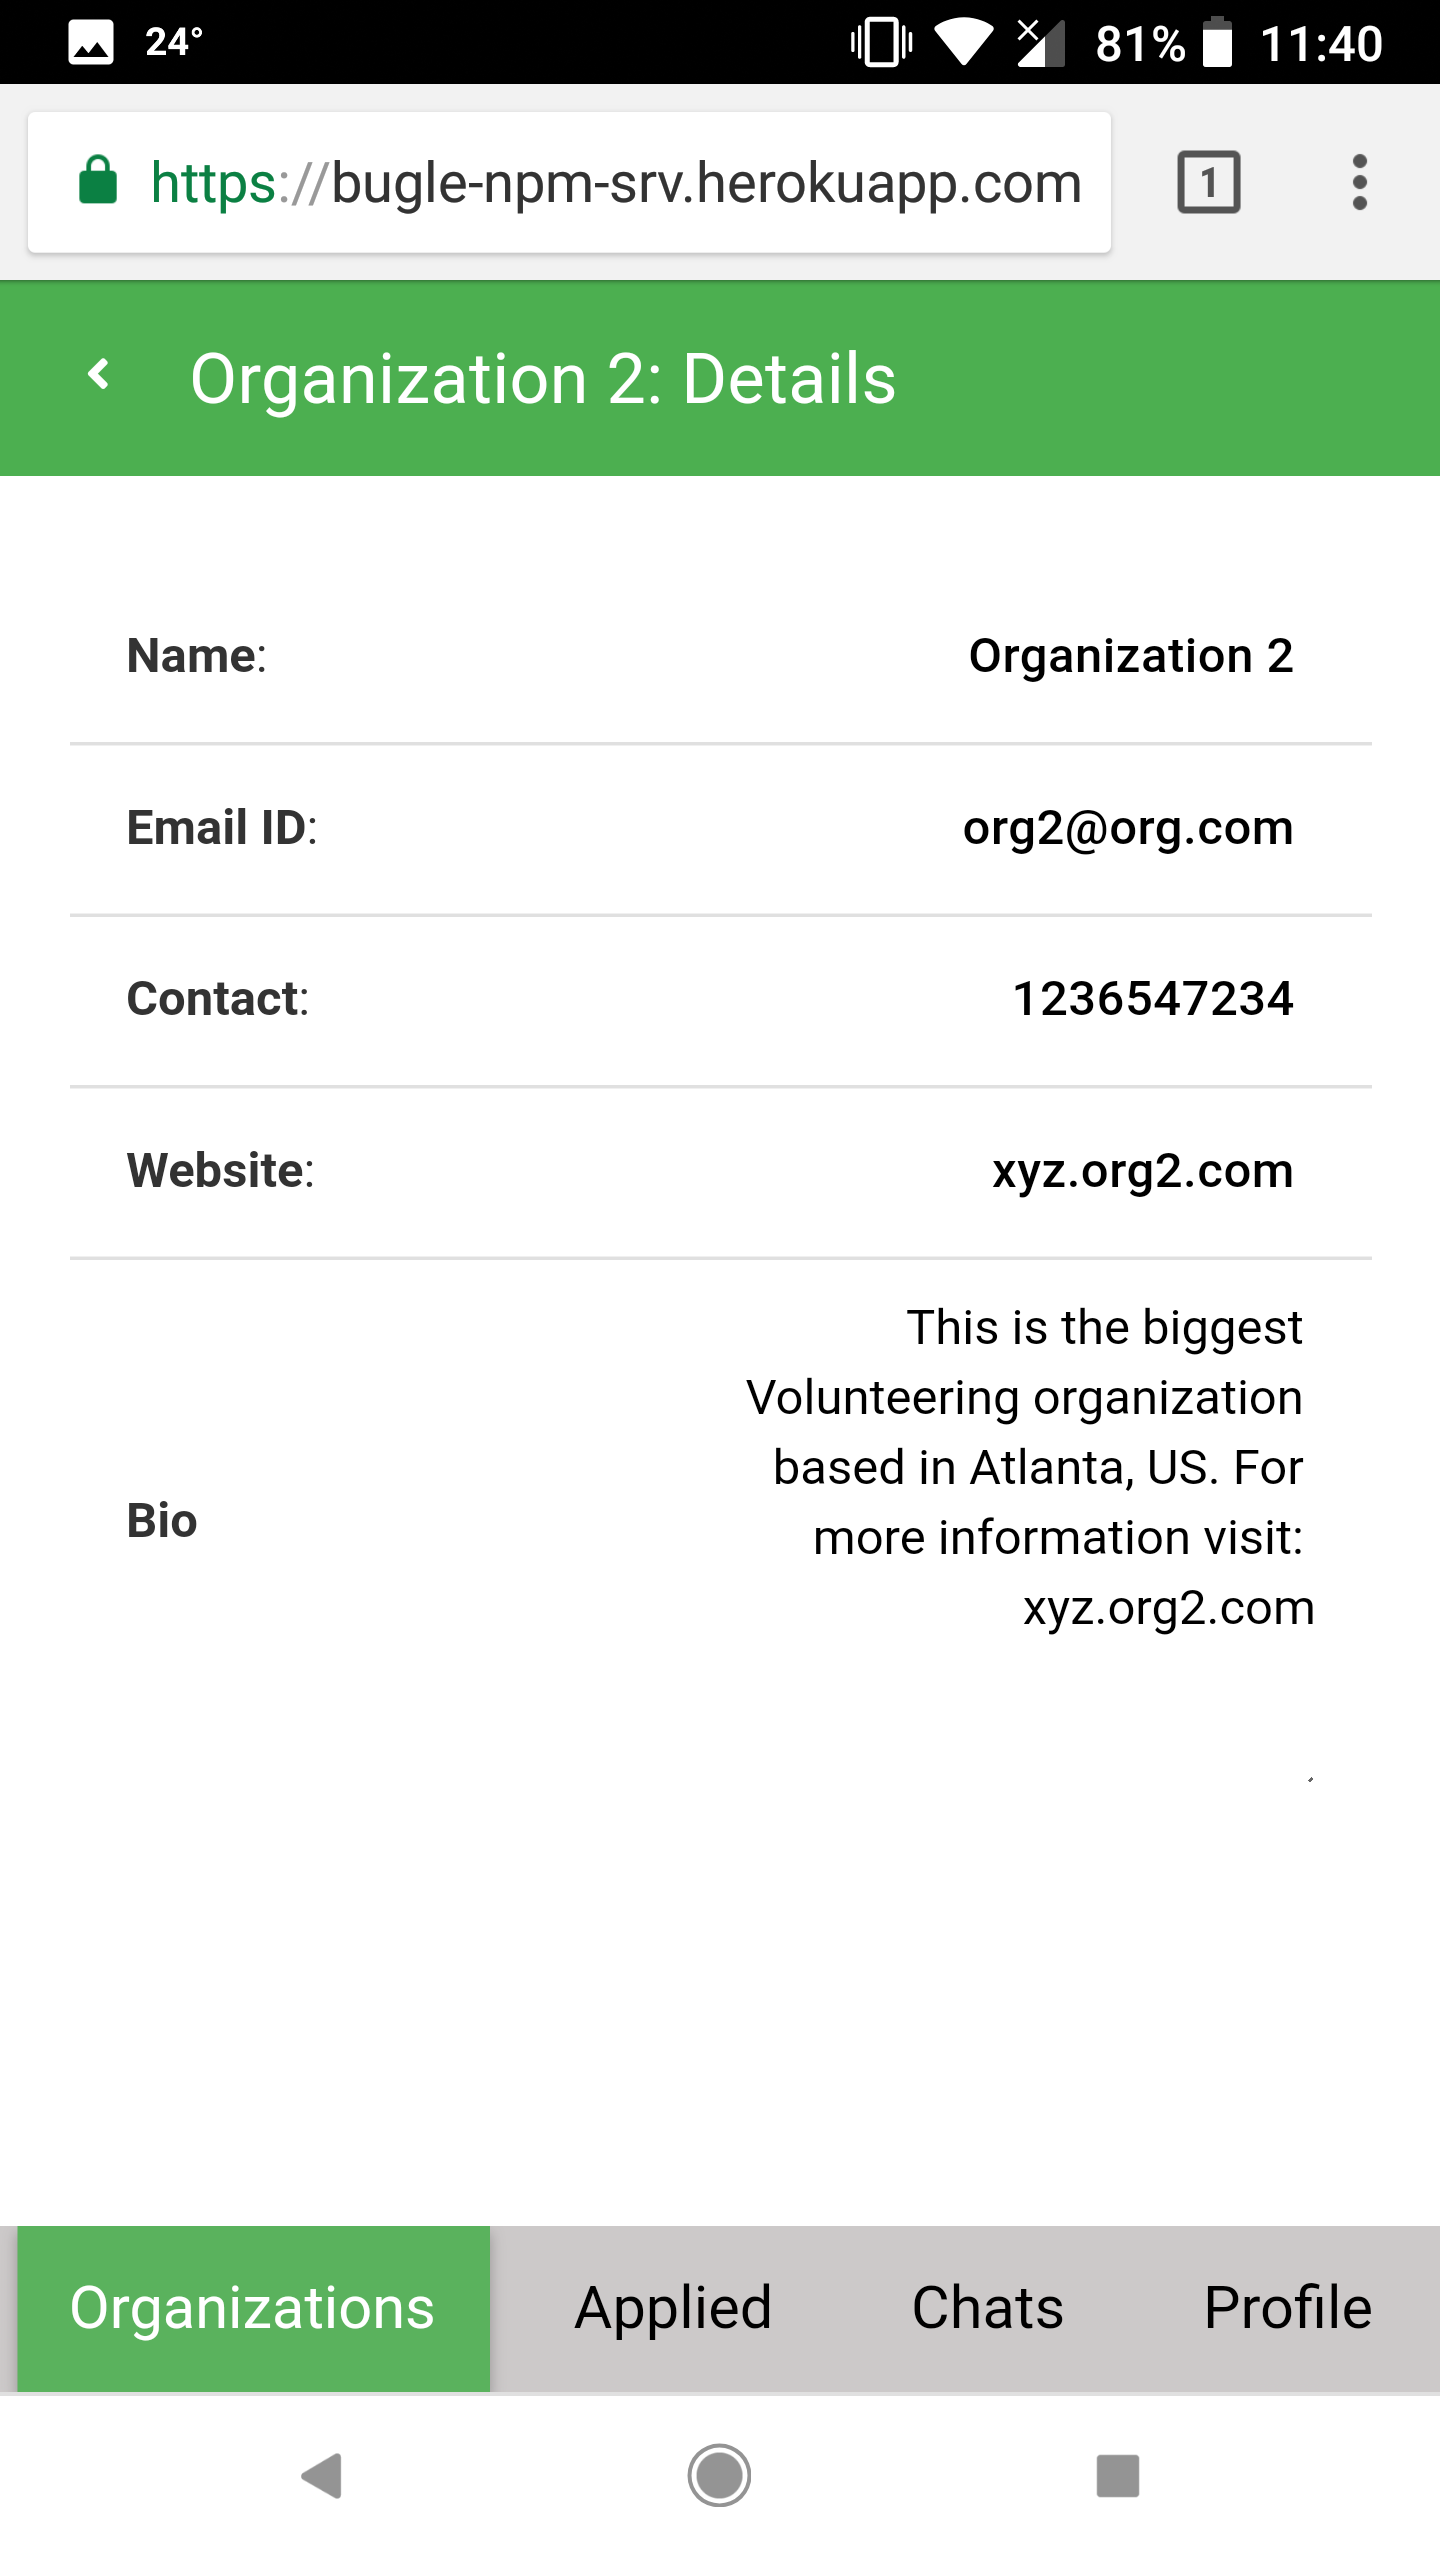 24° 81% 11:40
https://bugle-npm-srv.herokuapp.com 1
Organization 2: Details
Name: Organization 2
Email ID: org2@org.com
Contact: 1236547234
Website: xyz.org2.com
This is the biggest
Volunteering organization
based in Atlanta, US. For
Bio
more information visit:
xyz.org2.com
Organizations Applied Chats Profile